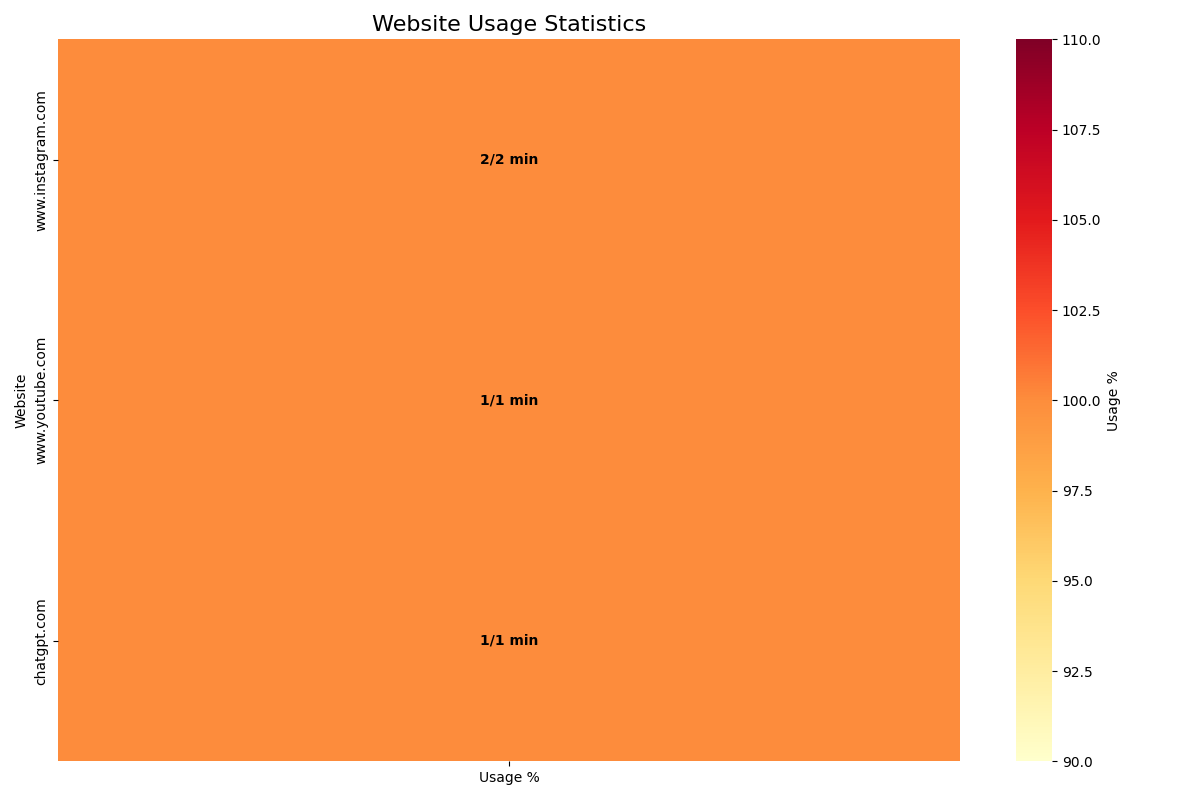 Website Usage Statistics
Website
www.instagram.com
www.youtube.com
chatgpt.com
2/2 min
1/1 min
1/1 min
Usage %
110.0
107.5
105.0
102.5
100.0
97.5
95.0
92.5
90.0
Usage %